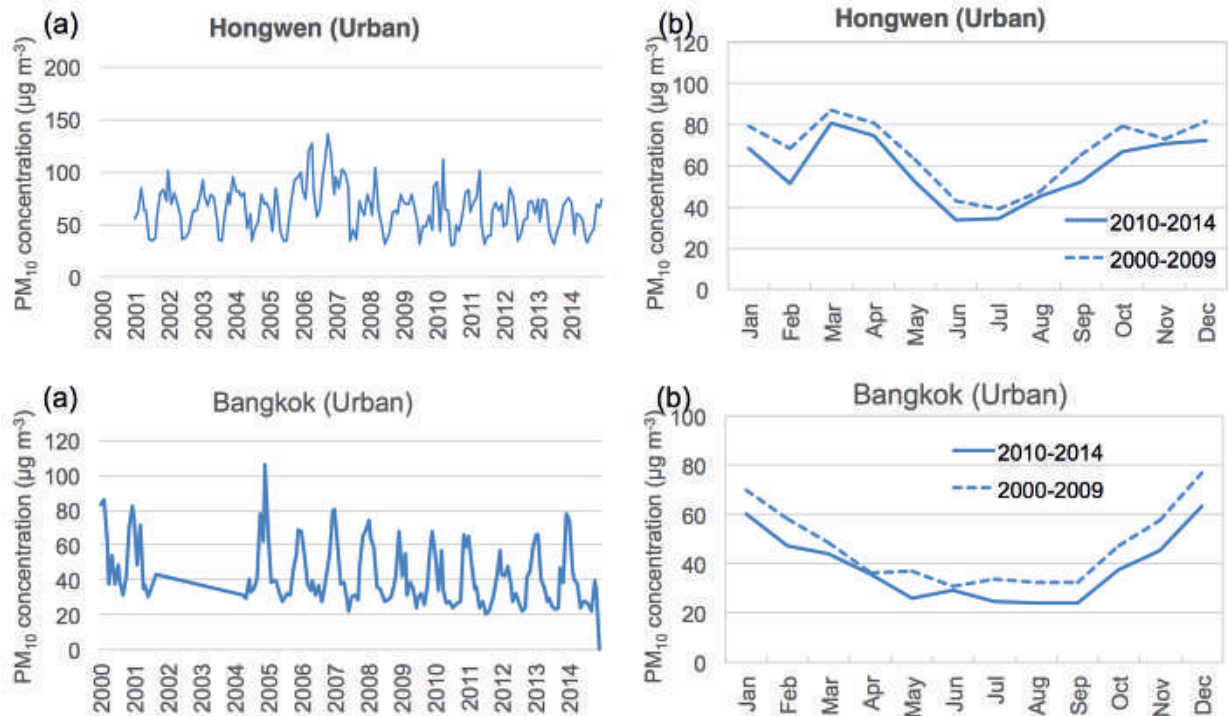 (a)
Hongwen (Urban)
PM₁₀ concentration (µg m⁻³)
200
150
100
50
0
2000
2001
2002
2003
2004
2005
2006
2007
2008
2009
2010
2011
2012
2013
2014
(b)
Hongwen (Urban)
PM₁₀ concentration (µg m⁻³)
120
100
80
60
40
20
0
2010-2014
2000-2009
Jan
Feb
Mar
Apr
May
Jun
Jul
Aug
Sep
Oct
Nov
Dec
(a)
Bangkok (Urban)
PM₁₀ concentration (µg m⁻³)
120
100
80
60
40
20
0
2000
2001
2002
2003
2004
2005
2006
2007
2008
2009
2010
2011
2012
2013
2014
(b)
Bangkok (Urban)
PM₁₀ concentration (µg m⁻³)
100
80
60
40
20
0
2010-2014
2000-2009
Jan
Feb
Mar
Apr
May
Jun
Jul
Aug
Sep
Oct
Nov
Dec